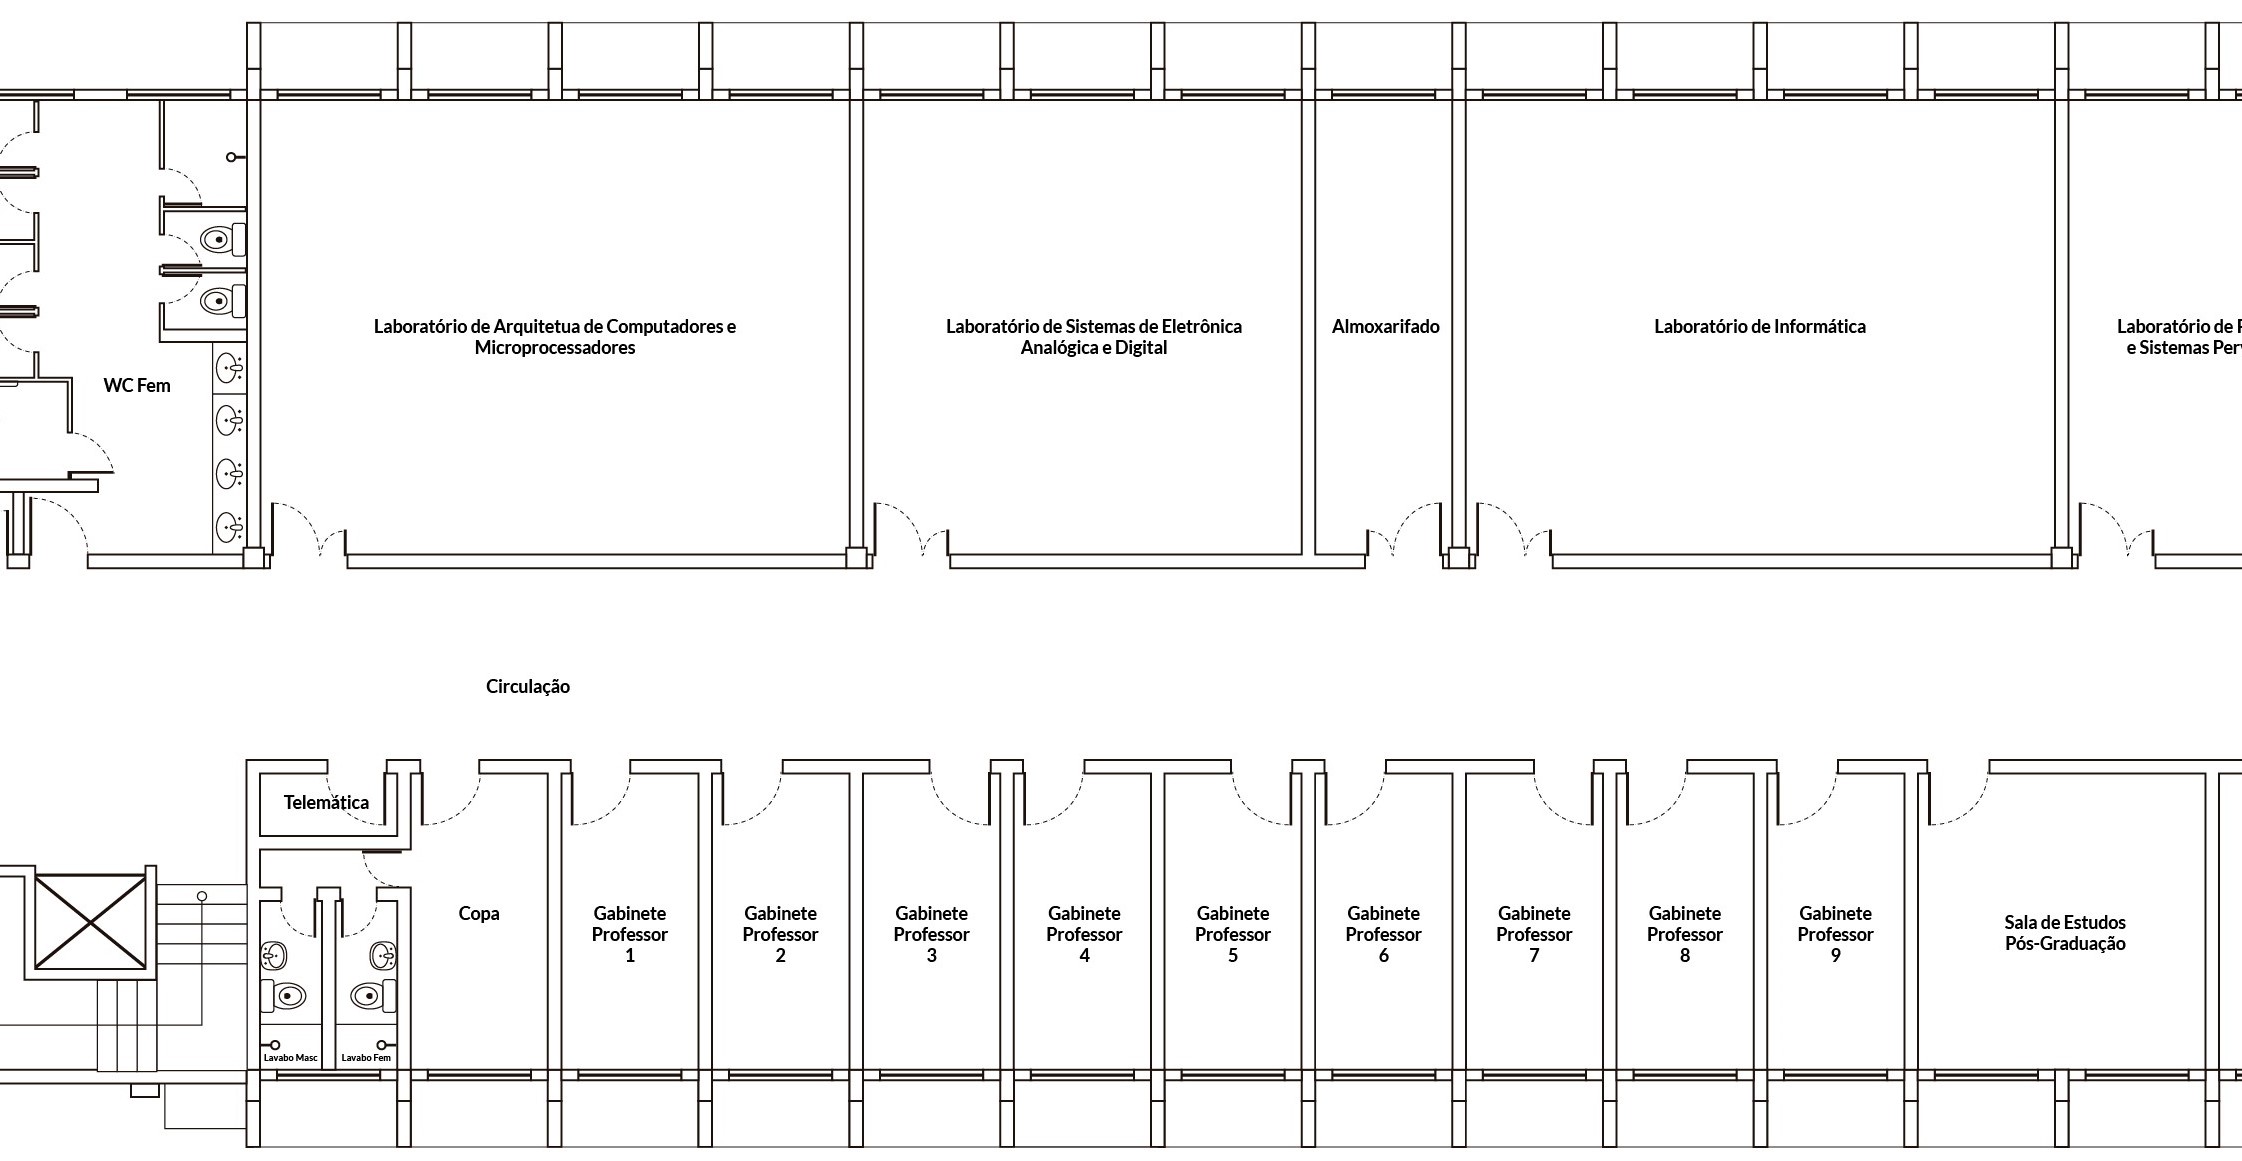 Laboratório de Arquitetua de Computadores e
Microprocessadores
Laboratório de Sistemas de Eletrônica
Analógica e Digital
Almoxarifado
Laboratório de Informática
Laboratório de
e Sistemas
WC Fem
Circulação
Telemática
Copa
Gabinete
Professor
1
Gabinete
Professor
2
Gabinete
Professor
3
Gabinete
Professor
4
Gabinete
Professor
5
Gabinete
Professor
6
Gabinete
Professor
7
Gabinete
Professor
8
Gabinete
Professor
9
Sala de Estudos
Pós-Graduação
Lavabo Masc
Lavabo Fem